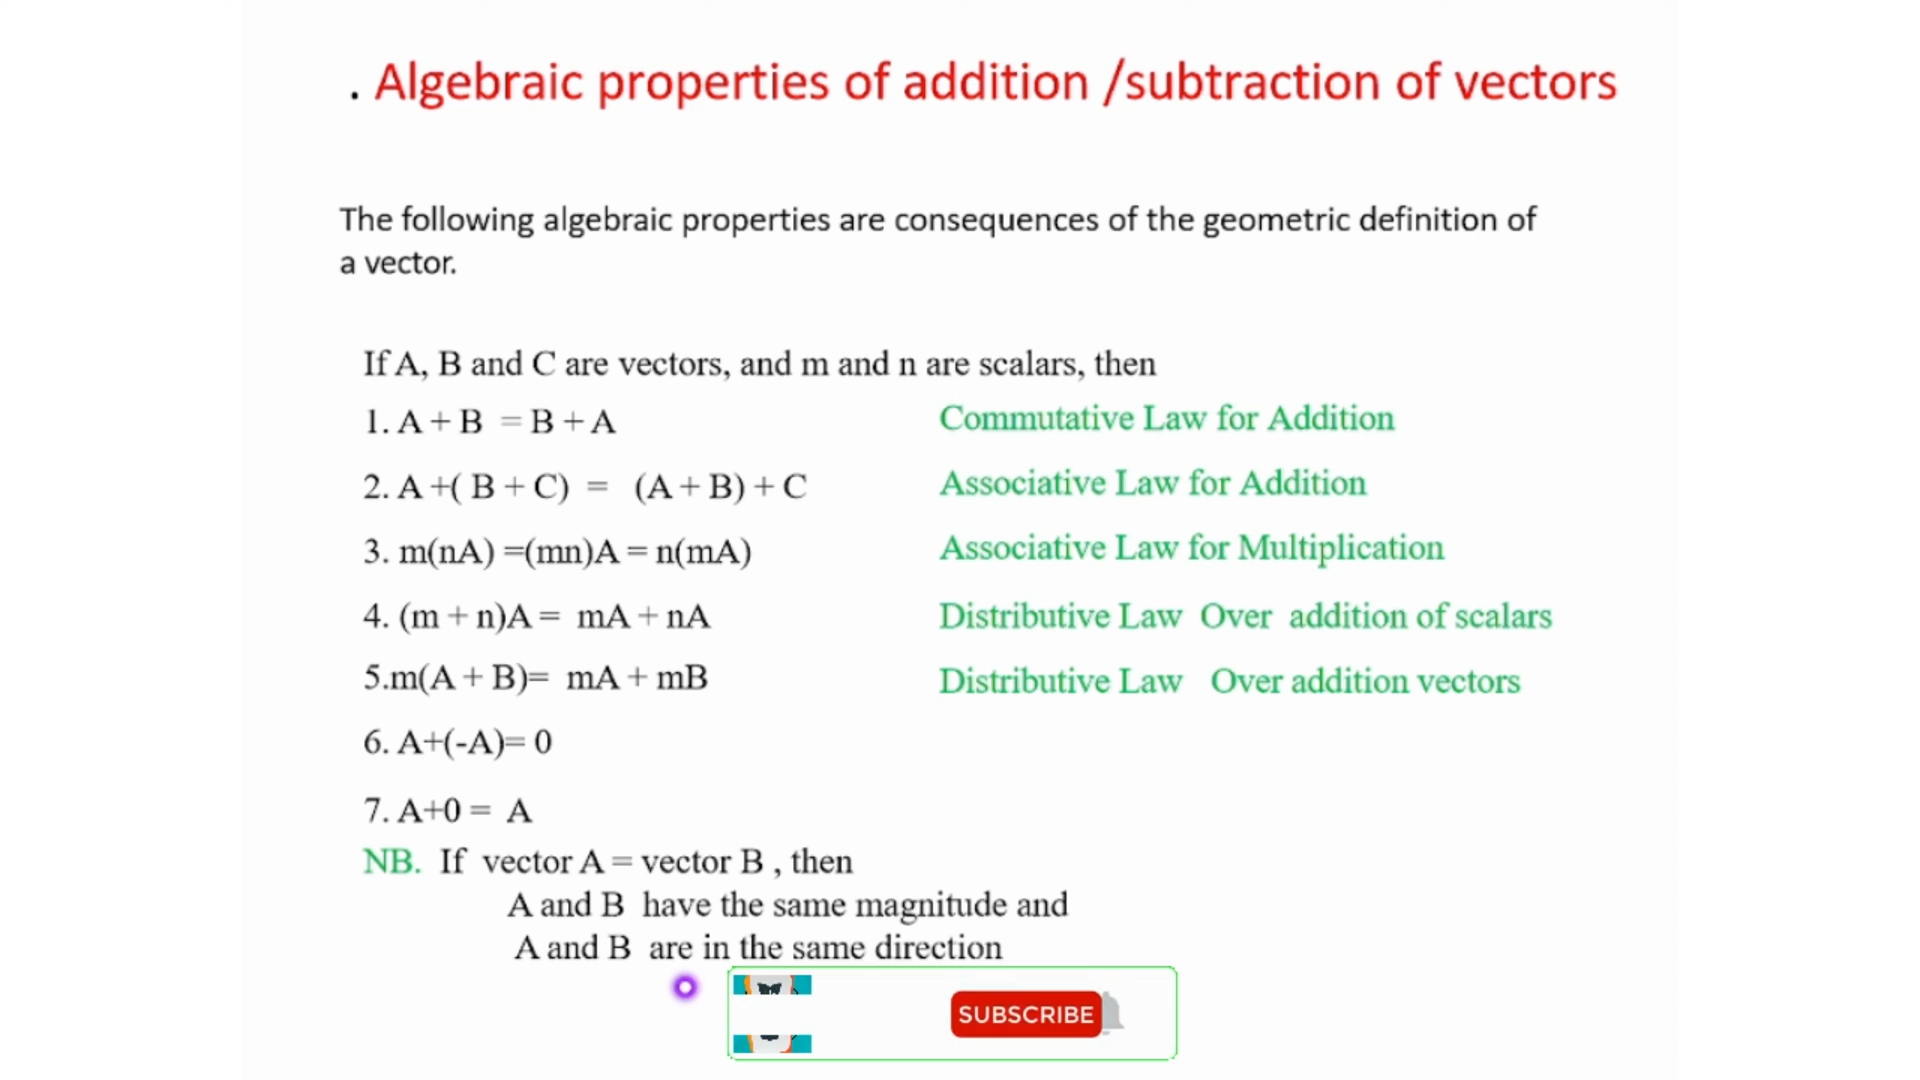 . Algebraic properties of addition /subtraction of vectors
The following algebraic properties are consequences of the geometric definition of
a vector.
If A, B and C are vectors, and m and n are scalars, then
1. A + B = B + A Commutative Law for Addition
2. A +( B + C) = (A + B) + C Associative Law for Addition
3. m(nA) =(mn)A = n(mA) Associative Law for Multiplication
4. (m + n)A = mA + nA Distributive Law Over addition of scalars
5.m(A + B)= mA + mB Distributive Law Over addition vectors
6. A+(-A)= 0
7. A+0 = A
NB. If vector A = vector B , then
A and B have the same magnitude and
A and B are in the same direction
SUBSCRIBE